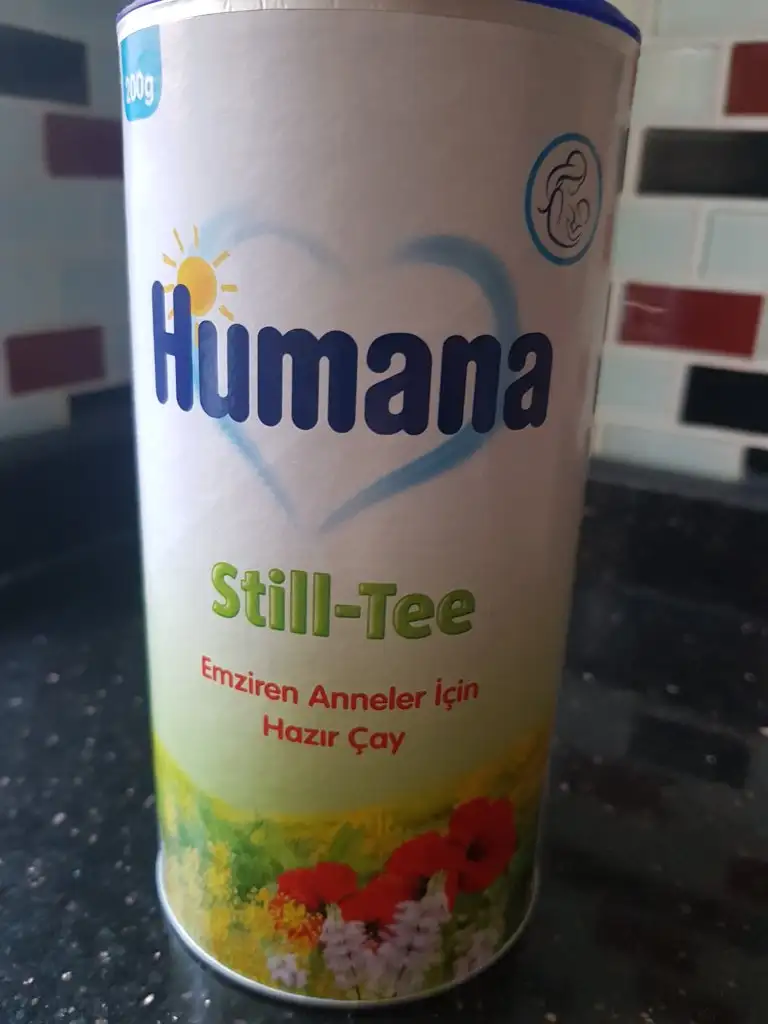 200g
Humana
Still-Tee
Emziren Anneler İçin
Hazır Çay